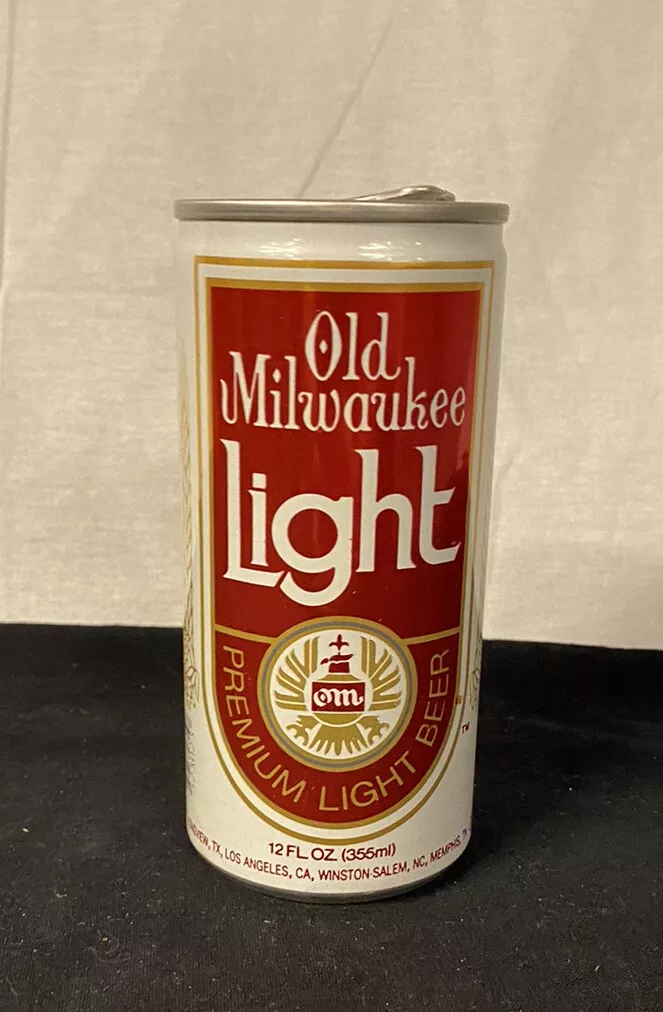 Old
Milwaukee
Light
om
PREMIUM LIGHT BEER
TM
12 FL. OZ. (355ml)
TX, LOS ANGELES, CA, WINSTON-SALEM, NC, MEMPHIS,